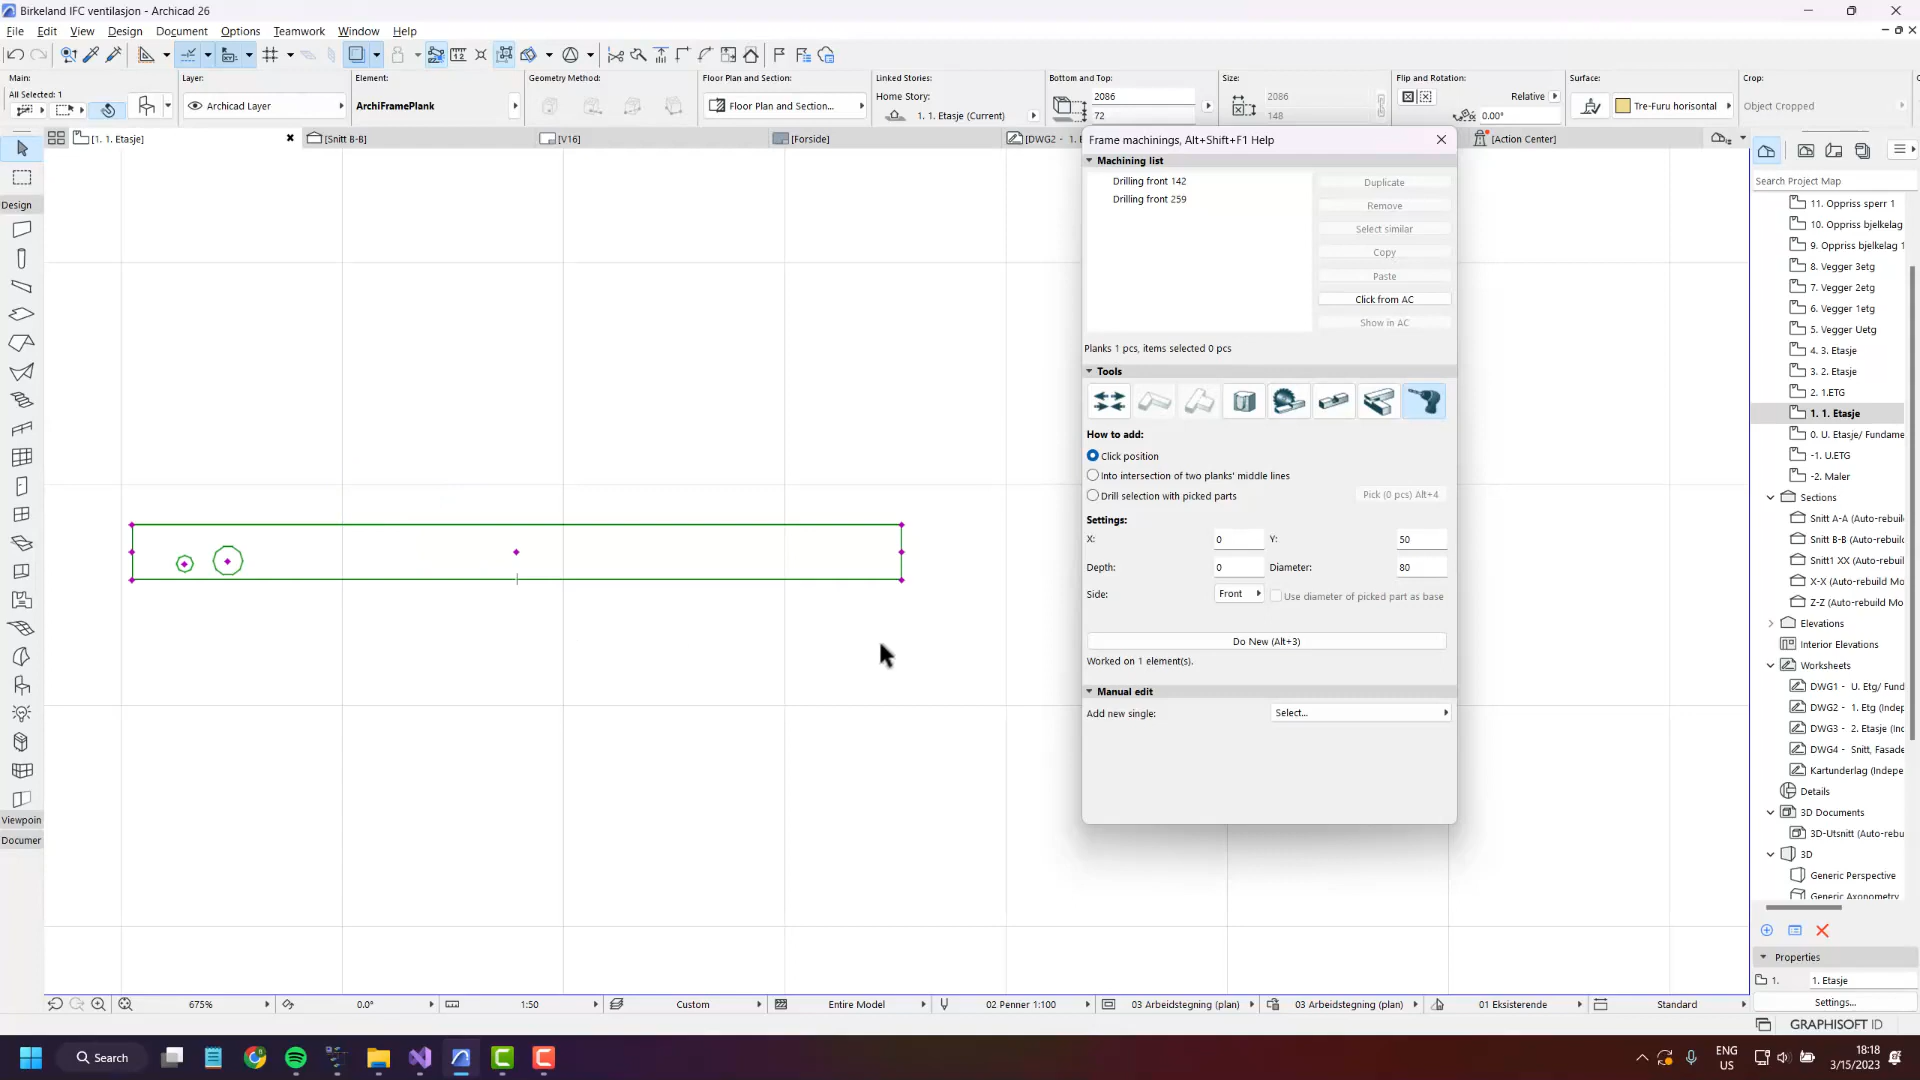 Birkeland IFC ventilasjon - Archicad 26
File Edit View Design Document Options Teamwork Window Help
Main:
All Selected: 1
Layer:
Archicad Layer
Element:
ArchiFramePlank
Geometry Method:
Floor Plan and Section:
Floor Plan and Section...
Linked Stories:
Home Story:
1. 1. Etasje (Current)
Bottom and Top:
2086
72
Size:
2086
148
Flip and Rotation:
Relative
0.00°
Surface:
Tre-Furu horisontal
Crop:
Object Cropped
[1. 1. Etasje]
[Snitt B-B]
[V16]
[Forside]
[DWG2 - 1. E
[Action Center]
Design
Viewpoin
Documer
Frame machinings, Alt+Shift+F1 Help
Machining list
Drilling front 142
Drilling front 259
Duplicate
Remove
Select similar
Copy
Paste
Click from AC
Show in AC
Planks 1 pcs, items selected 0 pcs
Tools
How to add:
Click position
Into intersection of two planks' middle lines
Drill selection with picked parts
Pick (0 pcs) Alt+4
Settings:
X: 0 Y: 50
Depth: 0 Diameter: 80
Side: Front Use diameter of picked part as base
Do New (Alt+3)
Worked on 1 element(s).
Manual edit
Add new single: Select...
Search Project Map
11. Oppriss sperr 1
10. Oppriss bjelkelag
9. Oppriss bjelkelag 1
8. Vegger 3etg
7. Vegger 2etg
6. Vegger 1etg
5. Vegger Uetg
4. 3. Etasje
3. 2. Etasje
2. 1.ETG
1. 1. Etasje
0. U. Etasje/ Fundame
-1. U.ETG
-2. Maler
Sections
Snitt A-A (Auto-rebuil
Snitt B-B (Auto-rebuil
Snitt1 XX (Auto-rebuil
X-X (Auto-rebuild Mo
Z-Z (Auto-rebuild Mo
Elevations
Interior Elevations
Worksheets
DWG1 - U. Etg/ Fund
DWG2 - 1. Etg (Indep
DWG3 - 2. Etasje (Inc
DWG4 - Snitt, Fasade
Kartunderlag (Indepe
Details
3D Documents
3D-Utsnitt (Auto-rebu
3D
Generic Perspective
Generic Axonometry
Properties
1. 1. Etasje
Settings...
GRAPHISOFT ID
675% 0.0° 1:50 Custom Entire Model 02 Penner 1:100 03 Arbeidstegning (plan) 03 Arbeidstegning (plan) 01 Eksisterende Standard
Search
ENG
US
18:18
3/15/2023